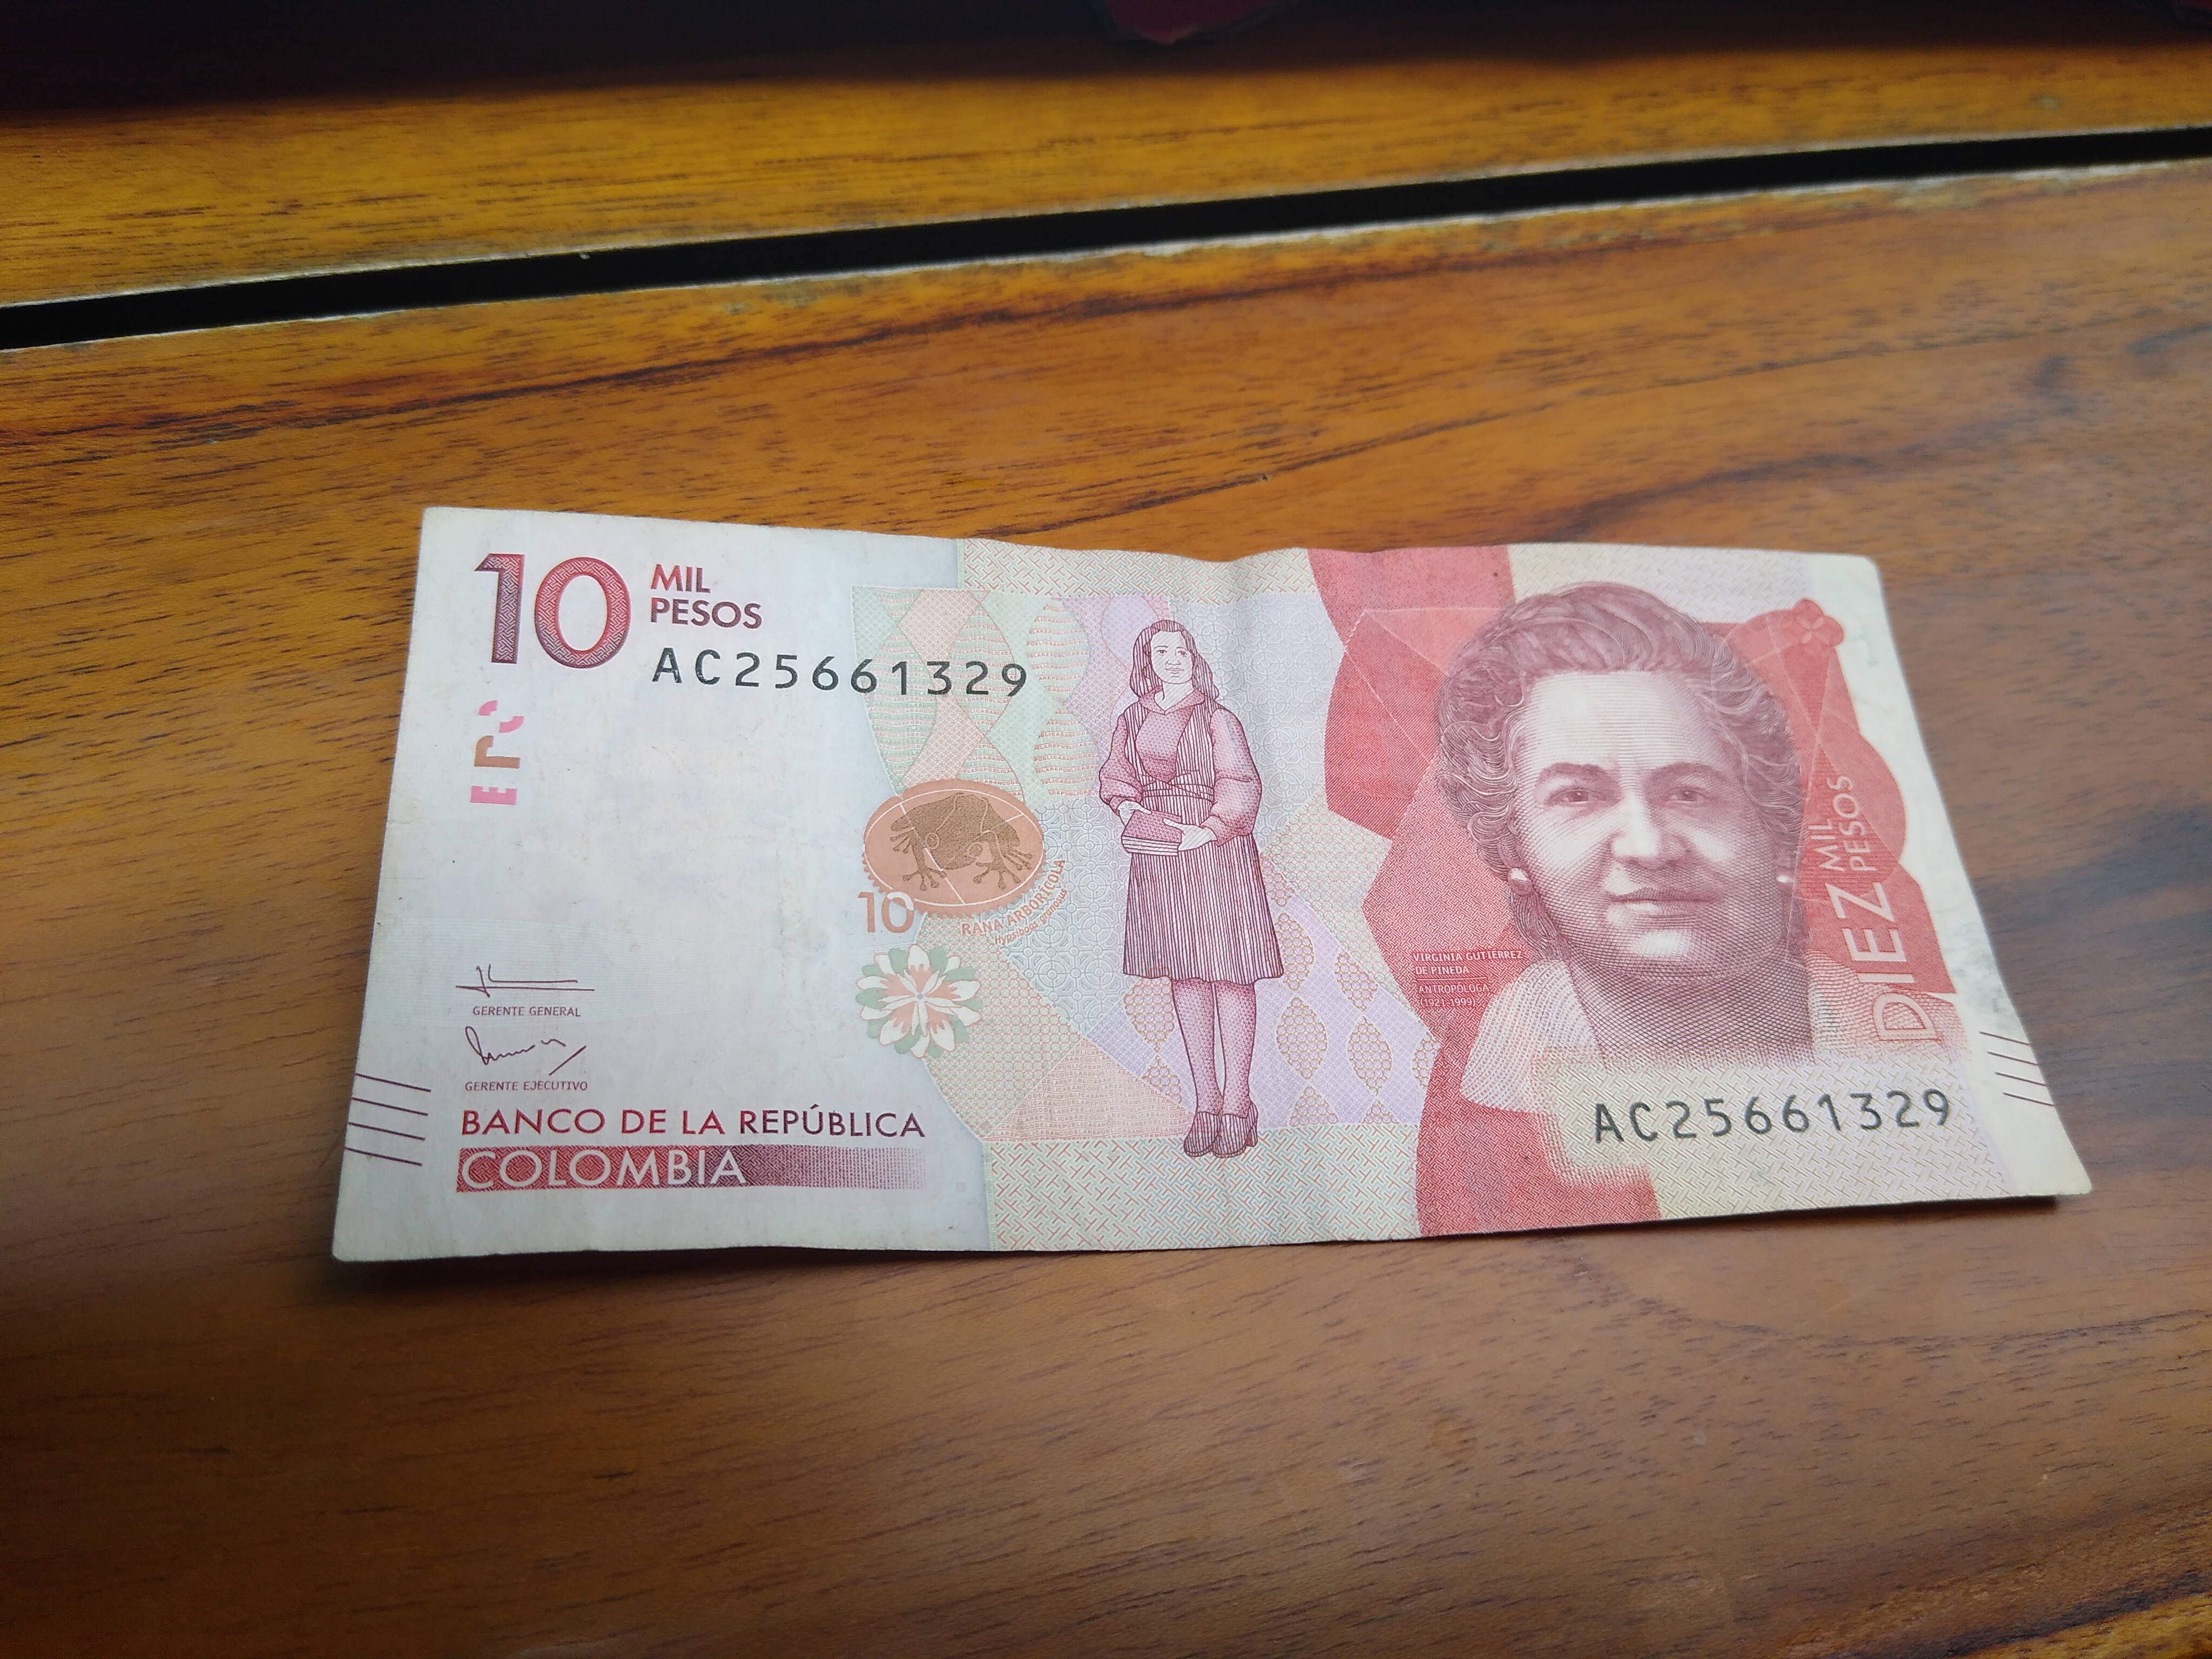 10 MIL
PESOS
AC25661329
10
RANA ARBORÍCOLA
GERENTE GENERAL
GERENTE EJECUTIVO
BANCO DE LA REPÚBLICA
COLOMBIA
VIRGINIA GUTIÉRREZ
DE PINEDA
ANTROPÓLOGA
(1921-1999)
DIEZ MIL
PESOS
AC25661329